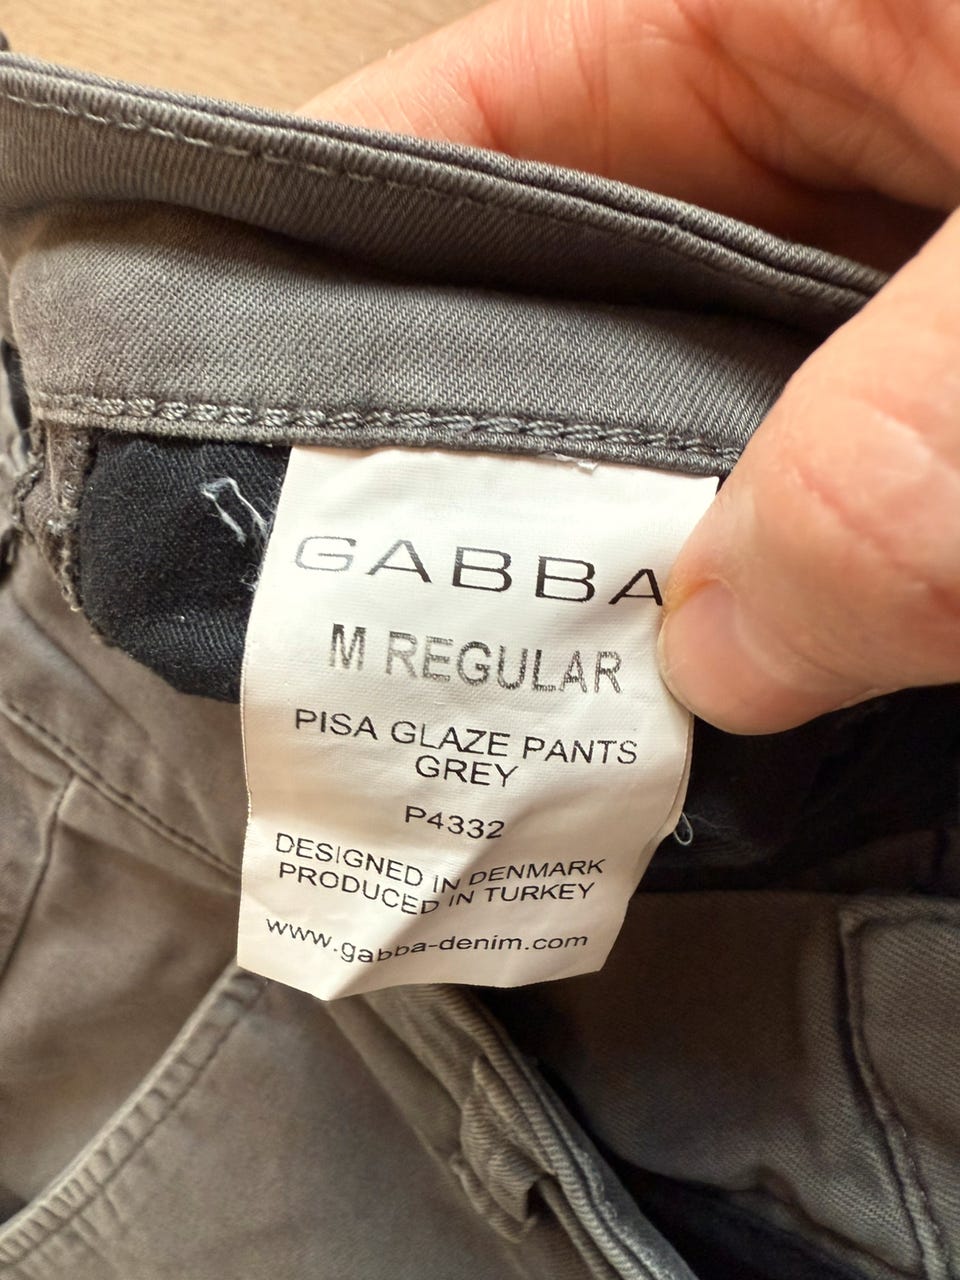 GABBA
M REGULAR
PISA GLAZE PANTS
GREY
P4332
DESIGNED IN DENMARK
PRODUCED IN TURKEY
www.gabba-denim.com